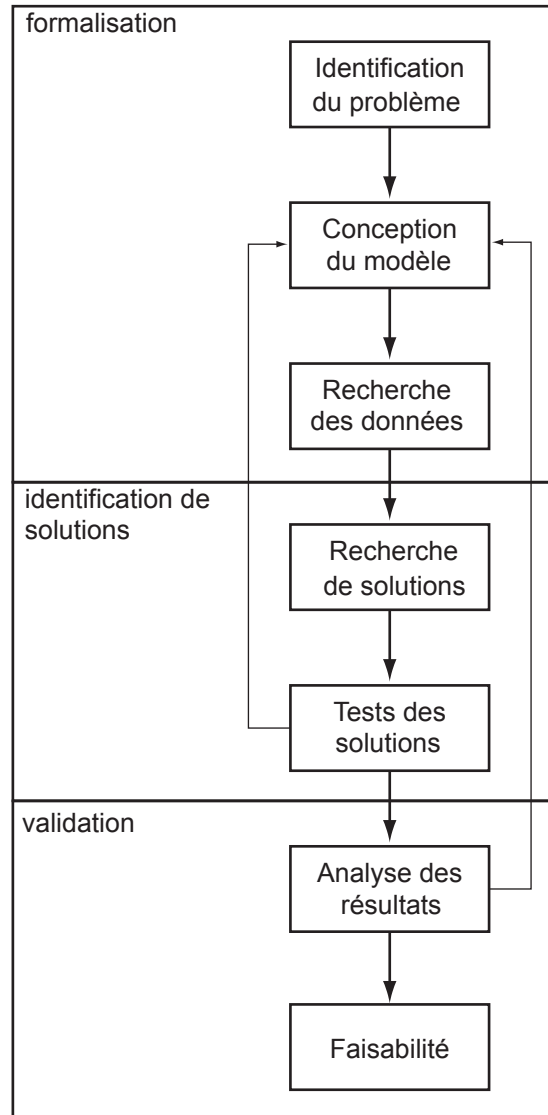 formalisation
Identification
du problème
Conception
du modèle
Recherche
des données
identification de
solutions
Recherche
de solutions
Tests des
solutions
validation
Analyse des
résultats
Faisabilité